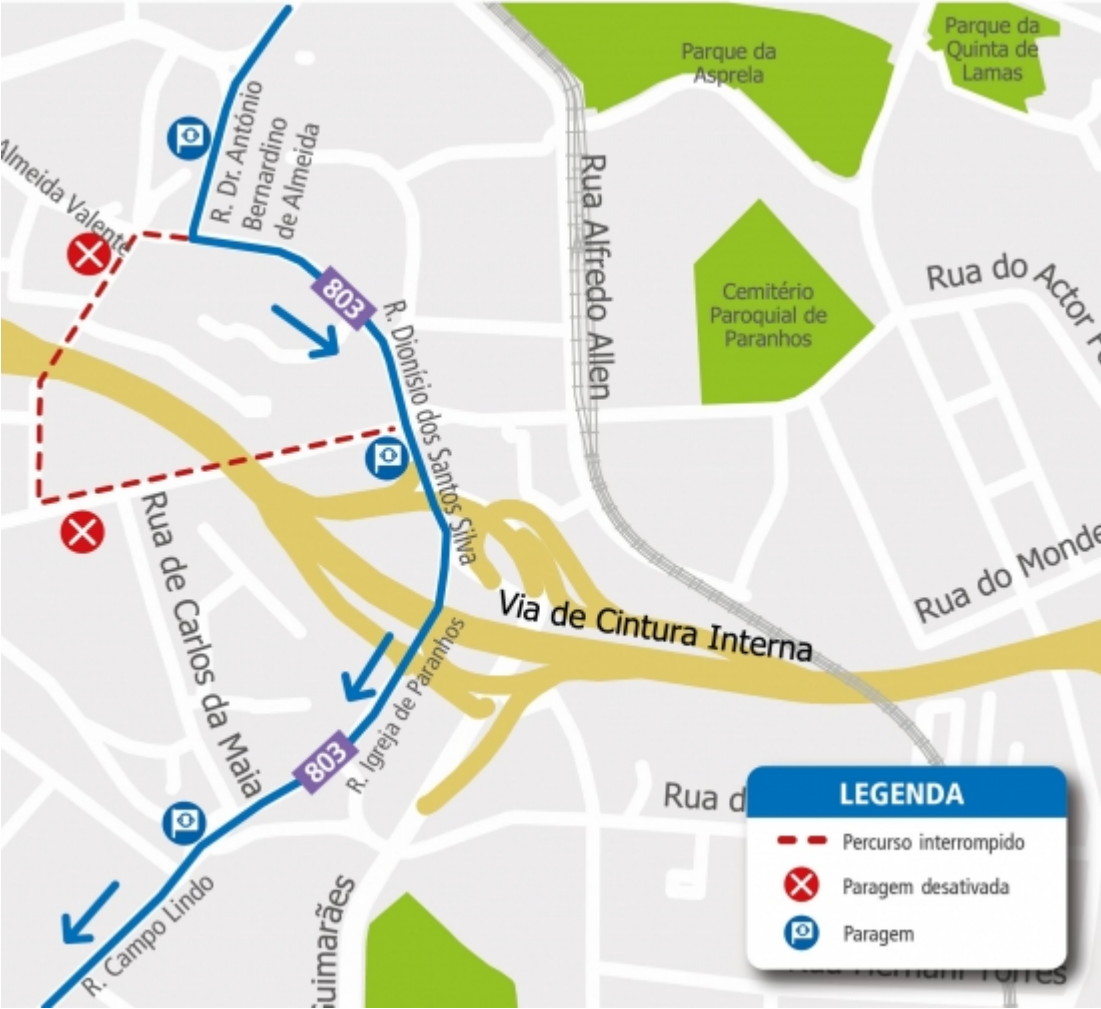 Parque da
Asprela
Parque da
Quinta de
Lamas
R. Dr. António
Bernardino
de Almeida
Almeida Valente
Rua Alfredo Allen
Cemitério
Paroquial de
Paranhos
Rua do Actor
803
R. Dionísio dos Santos Silva
Rua de Carlos da Maia
Via de Cintura Interna
Rua do Monde
R. Igreja de Paranhos
803
Rua d
R. Campo Lindo
Guimarães
LEGENDA
Percurso interrompido
Paragem desativada
Paragem